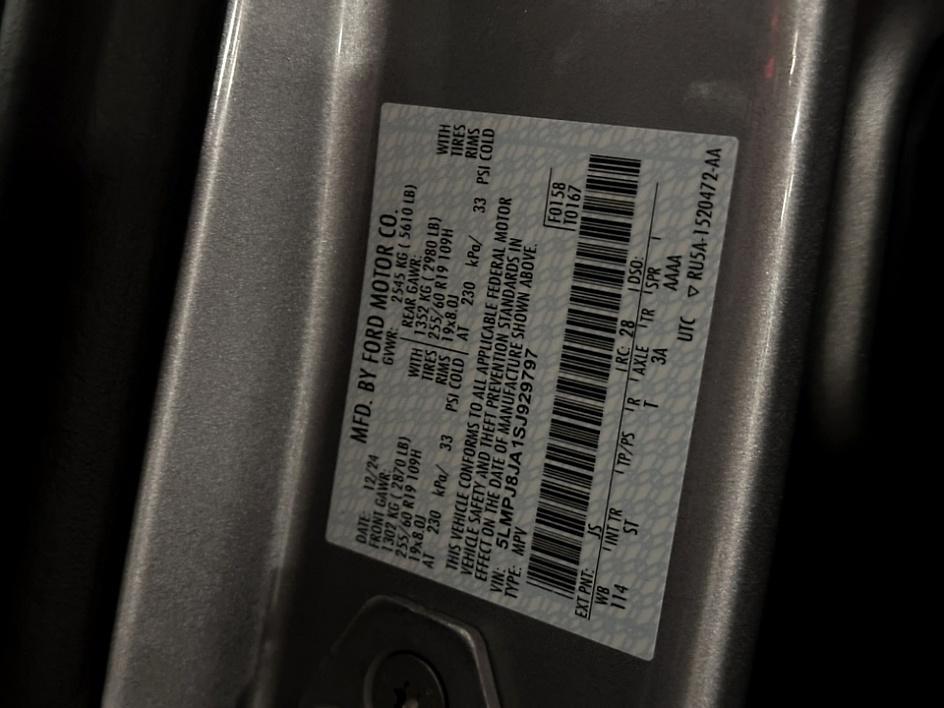 MFD. BY FORD MOTOR CO.
DATE: 12/24 GVWR: 2545 KG ( 5610 LB)
FRONT GAWR: REAR GAWR:
1302 KG ( 2870 LB) WITH 1352 KG ( 2980 LB) WITH
255/60 R19 109H TIRES 255/60 R19 109H TIRES
19x8.0J RIMS 19x8.0J RIMS
AT 230 kPa/ 33 PSI COLD AT 230 kPa/ 33 PSI COLD
THIS VEHICLE CONFORMS TO ALL APPLICABLE FEDERAL MOTOR
VEHICLE SAFETY AND THEFT PREVENTION STANDARDS IN
EFFECT ON THE DATE OF MANUFACTURE SHOWN ABOVE.
VIN: 5LMPJ8JA1SJ929797
TYPE: MPV
F0158
T0167
EXT PNT: JS RC: 28 DSO:
WB INT TR TP/PS R AXLE TR SPR
114 ST T 3A AAAA
UTC ▽ RU5A-1520472-AA